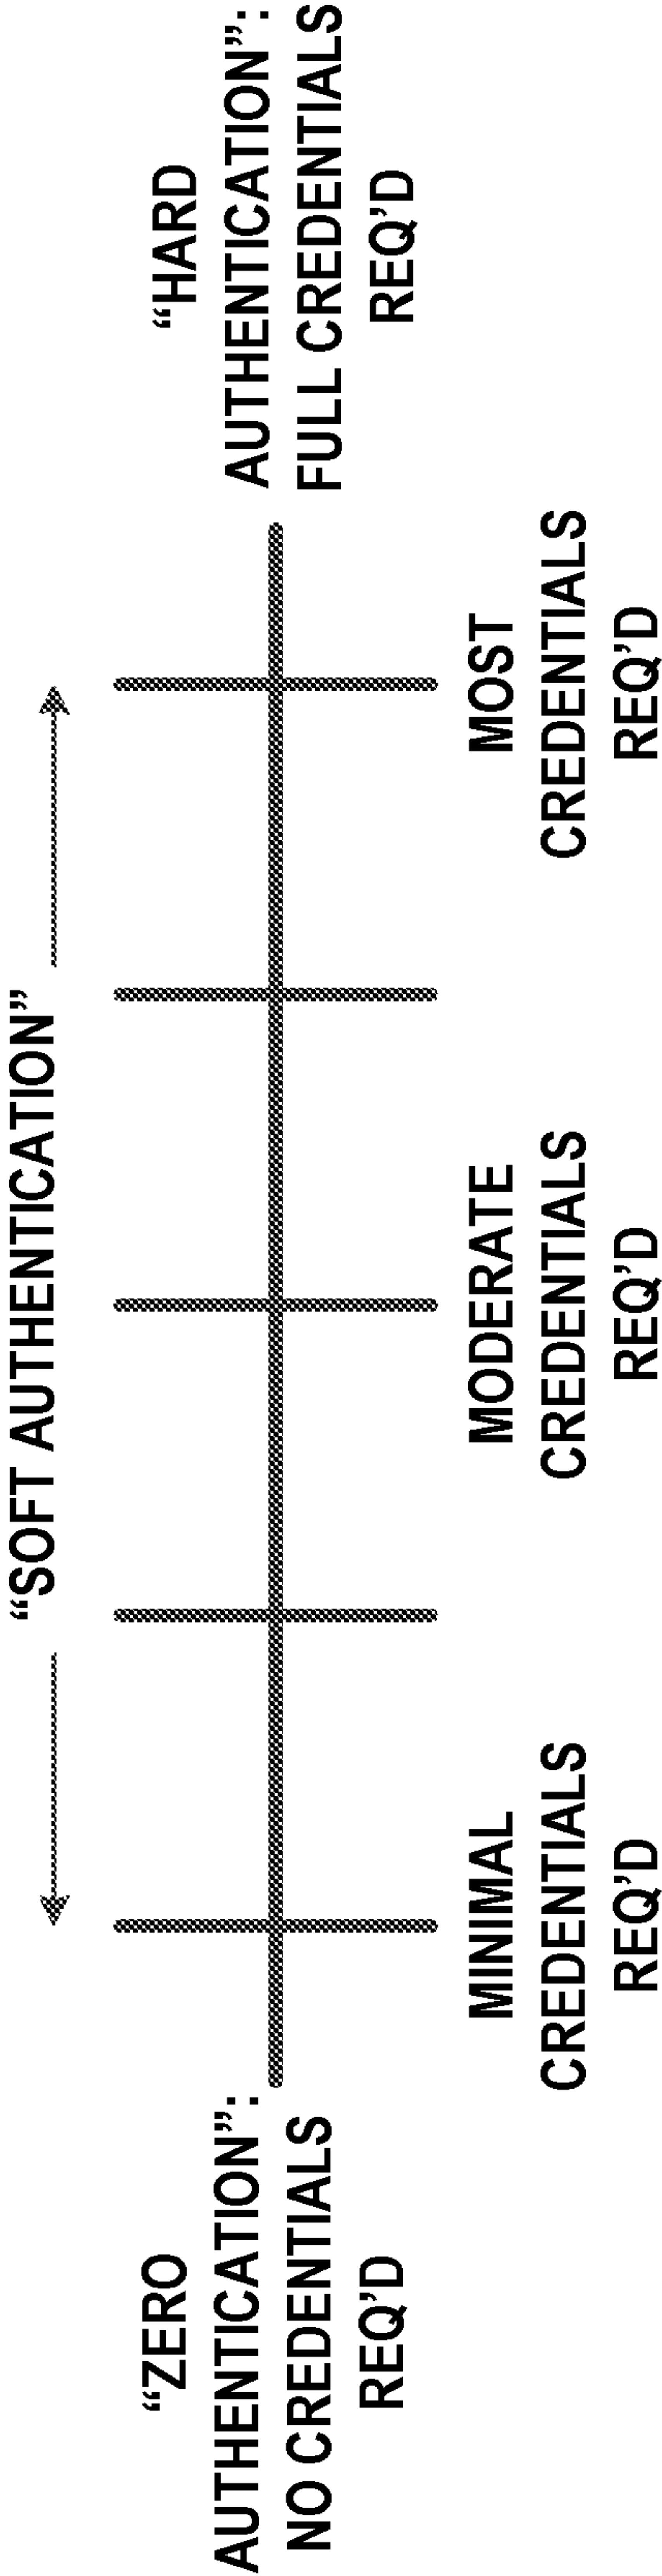 “SOFT AUTHENTICATION”
“ZERO
AUTHENTICATION”:
NO CREDENTIALS
REQ’D
“HARD
AUTHENTICATION”:
FULL CREDENTIALS
REQ’D
MINIMAL
CREDENTIALS
REQ’D
MODERATE
CREDENTIALS
REQ’D
MOST
CREDENTIALS
REQ’D